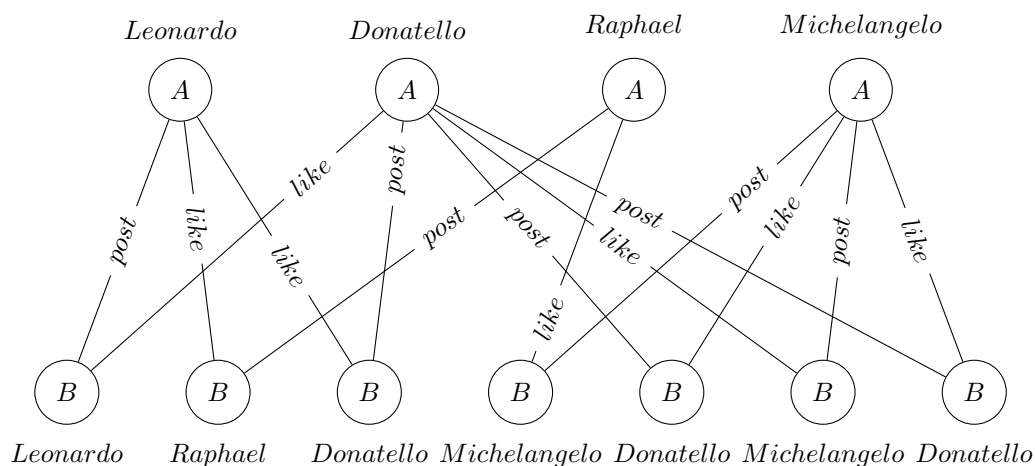 Leonardo Donatello Raphael Michelangelo
A A A A
like post post
post like like post post like post like like post like
B B B B B B B
Leonardo Raphael Donatello Michelangelo Donatello Michelangelo Donatello